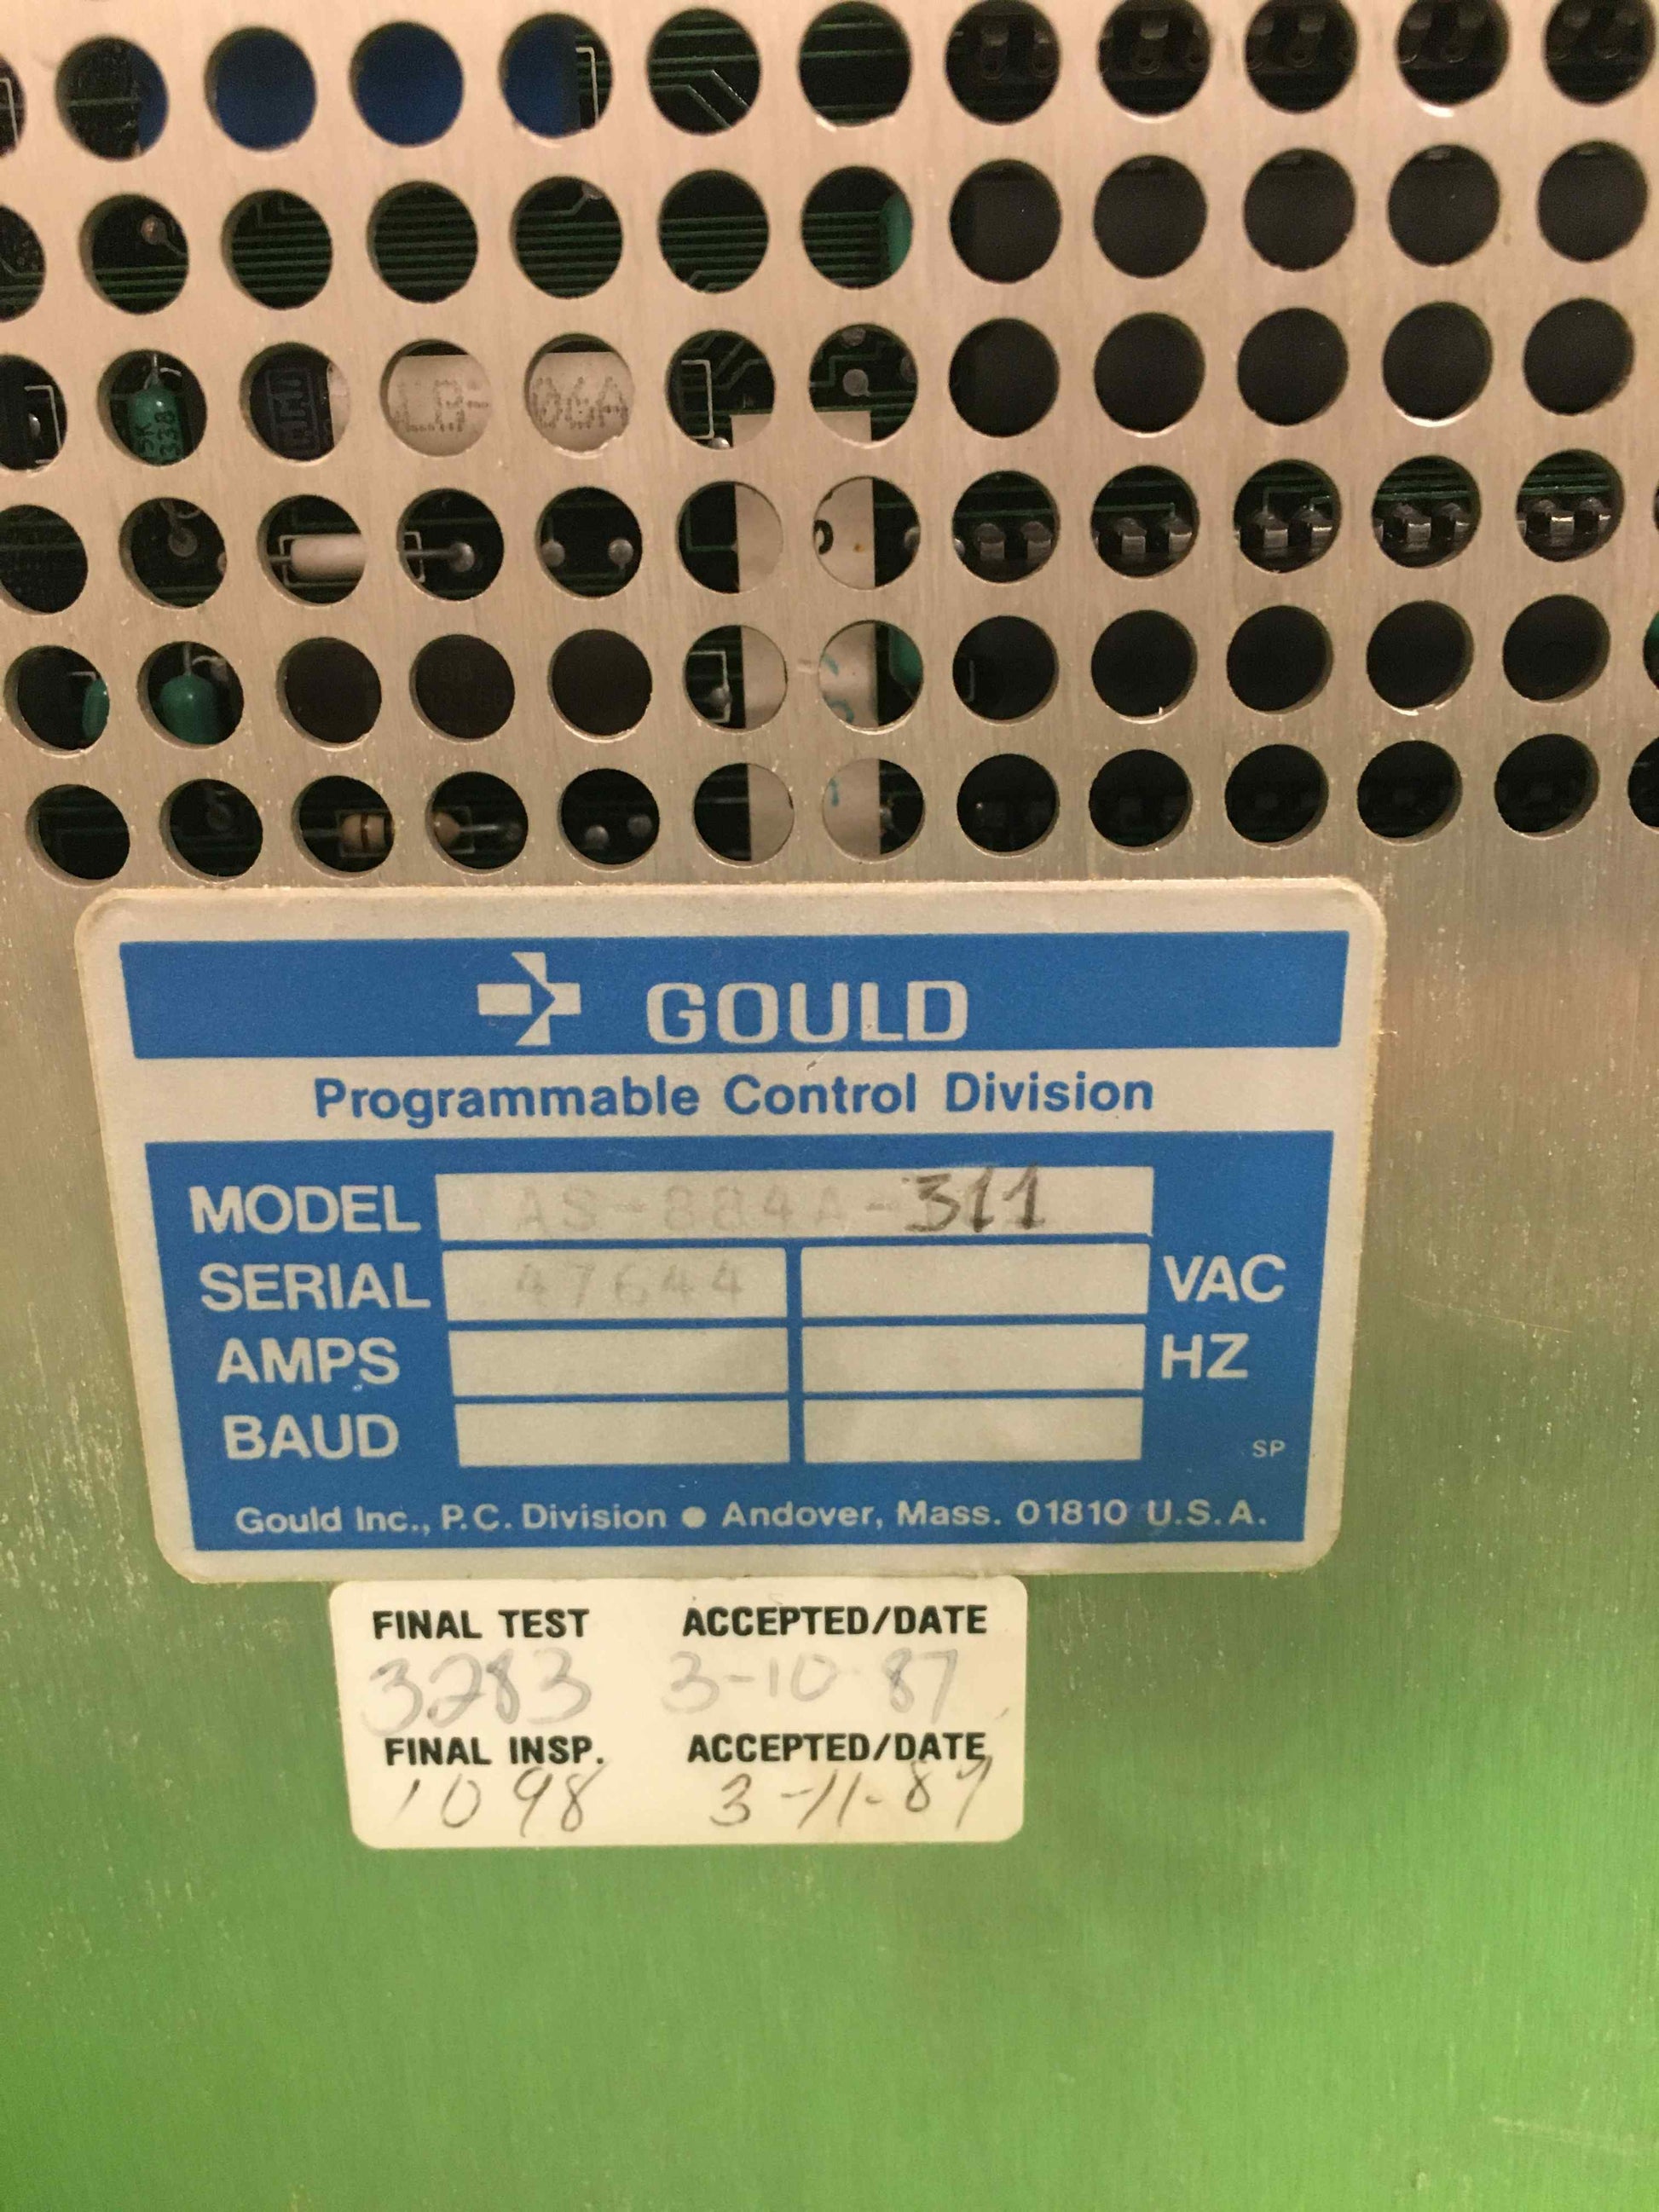 GOULD
Programmable Control Division
MODEL AS-884A-311
SERIAL 47644 VAC
AMPS HZ
BAUD SP
Gould Inc., P.C. Division ● Andover, Mass. 01810 U.S.A.
FINAL TEST ACCEPTED/DATE
3283 3-10-87
FINAL INSP. ACCEPTED/DATE
1098 3-11-87